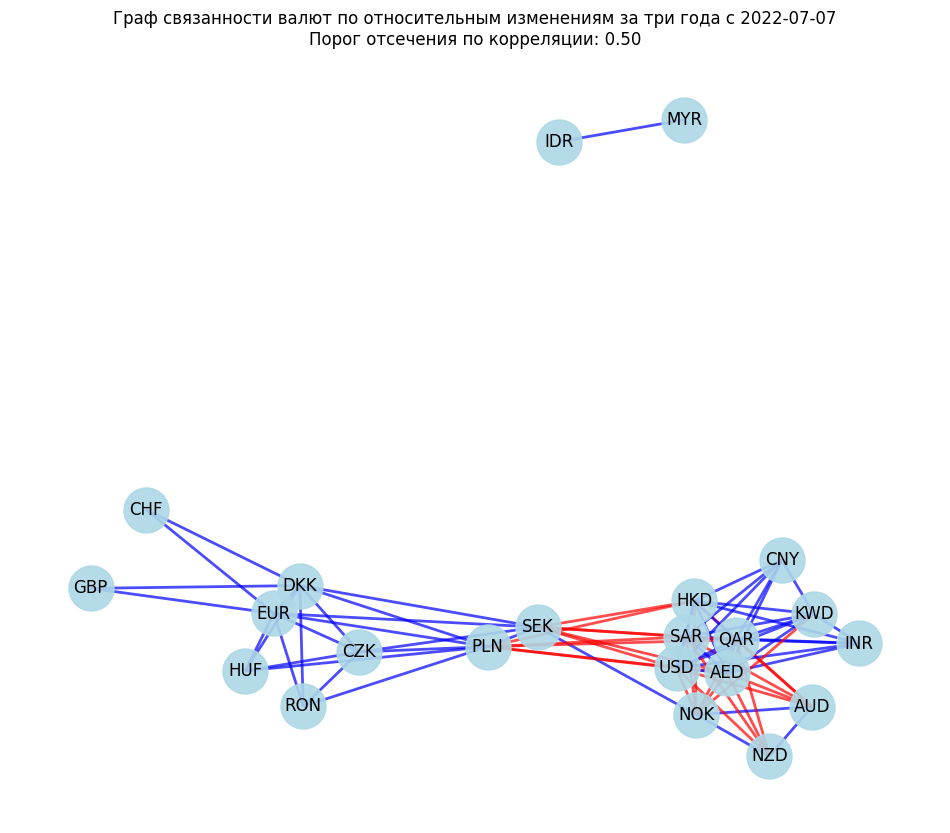 Граф связанности валют по относительным изменениям за три года с 2022-07-07
Порог отсечения по корреляции: 0.50
MYR
IDR
CHF
CNY
DKK
GBP
HKD
EUR
KWD
SEK
SAR
QAR
INR
PLN
CZK
USD
HUF
AED
RON
AUD
NOK
NZD